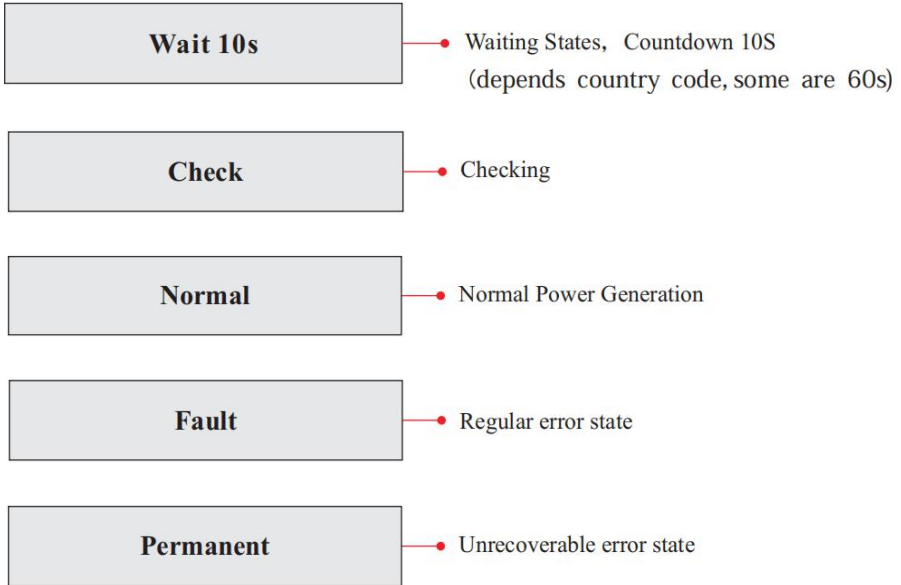 Wait 10s
Waiting States, Countdown 10S
(depends country code, some are 60s)
Check
Checking
Normal
Normal Power Generation
Fault
Regular error state
Permanent
Unrecoverable error state